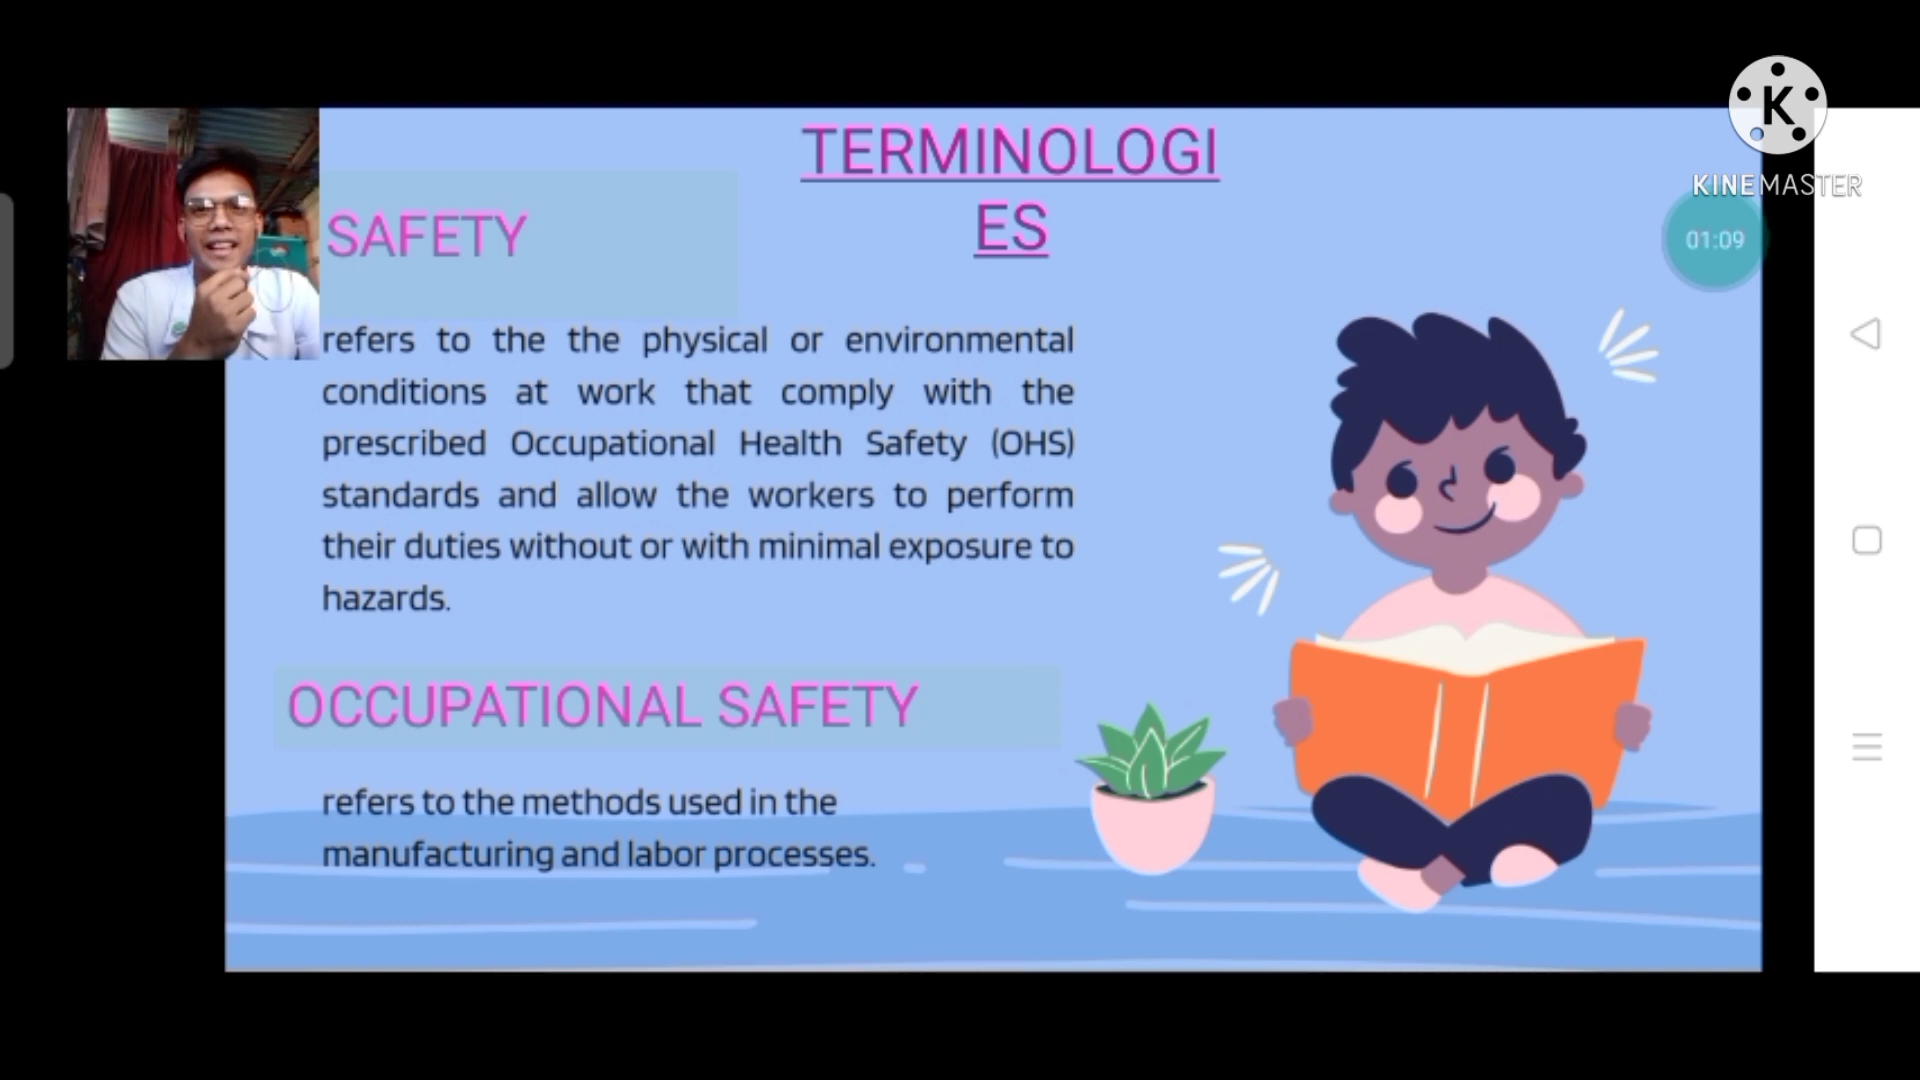 TERMINOLOGI
ES
K
KINEMASTER
01:09
SAFETY
refers to the the physical or environmental
conditions at work that comply with the
prescribed Occupational Health Safety (OHS)
standards and allow the workers to perform
their duties without or with minimal exposure to
hazards.
OCCUPATIONAL SAFETY
refers to the methods used in the
manufacturing and labor processes.